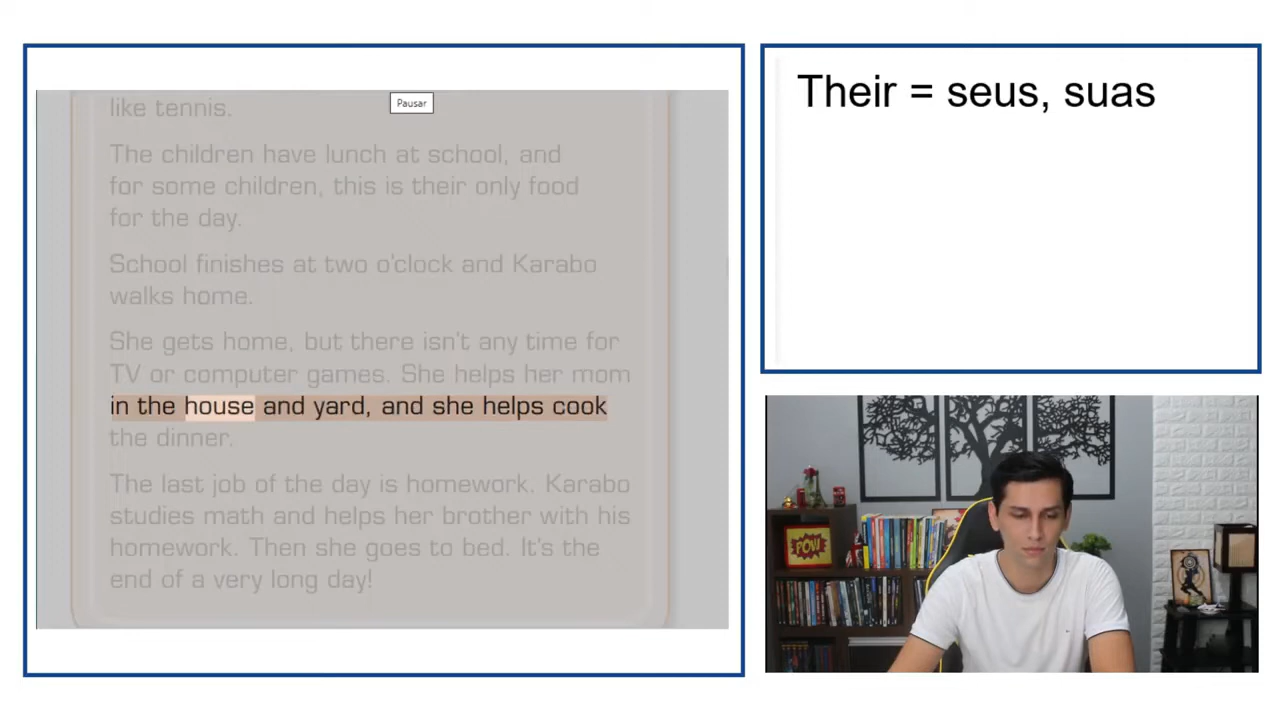 like tennis.
Pausar
The children have lunch at school, and
for some children, this is their only food
for the day.
School finishes at two o'clock and Karabo
walks home.
She gets home, but there isn't any time for
TV or computer games. She helps her mom
in the house and yard, and she helps cook
the dinner.
The last job of the day is homework. Karabo
studies math and helps her brother with his
homework. Then she goes to bed. It's the
end of a very long day!
Their = seus, suas
POW